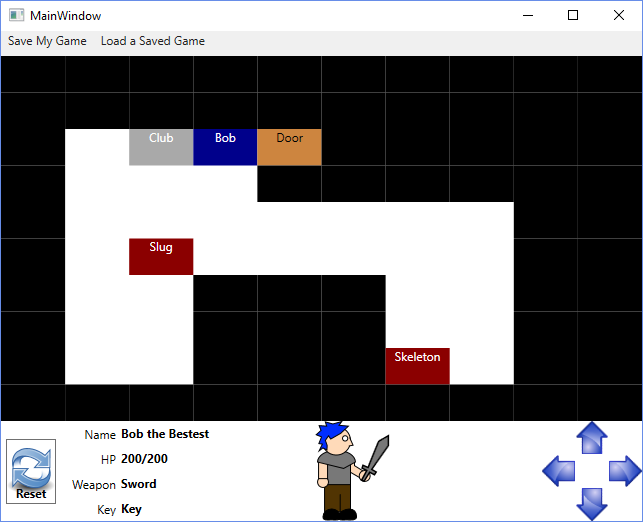 MainWindow
Save My Game Load a Saved Game
Club Bob Door
Slug
Skeleton
Name Bob the Bestest
HP 200/200
Weapon Sword
Key Key
Reset